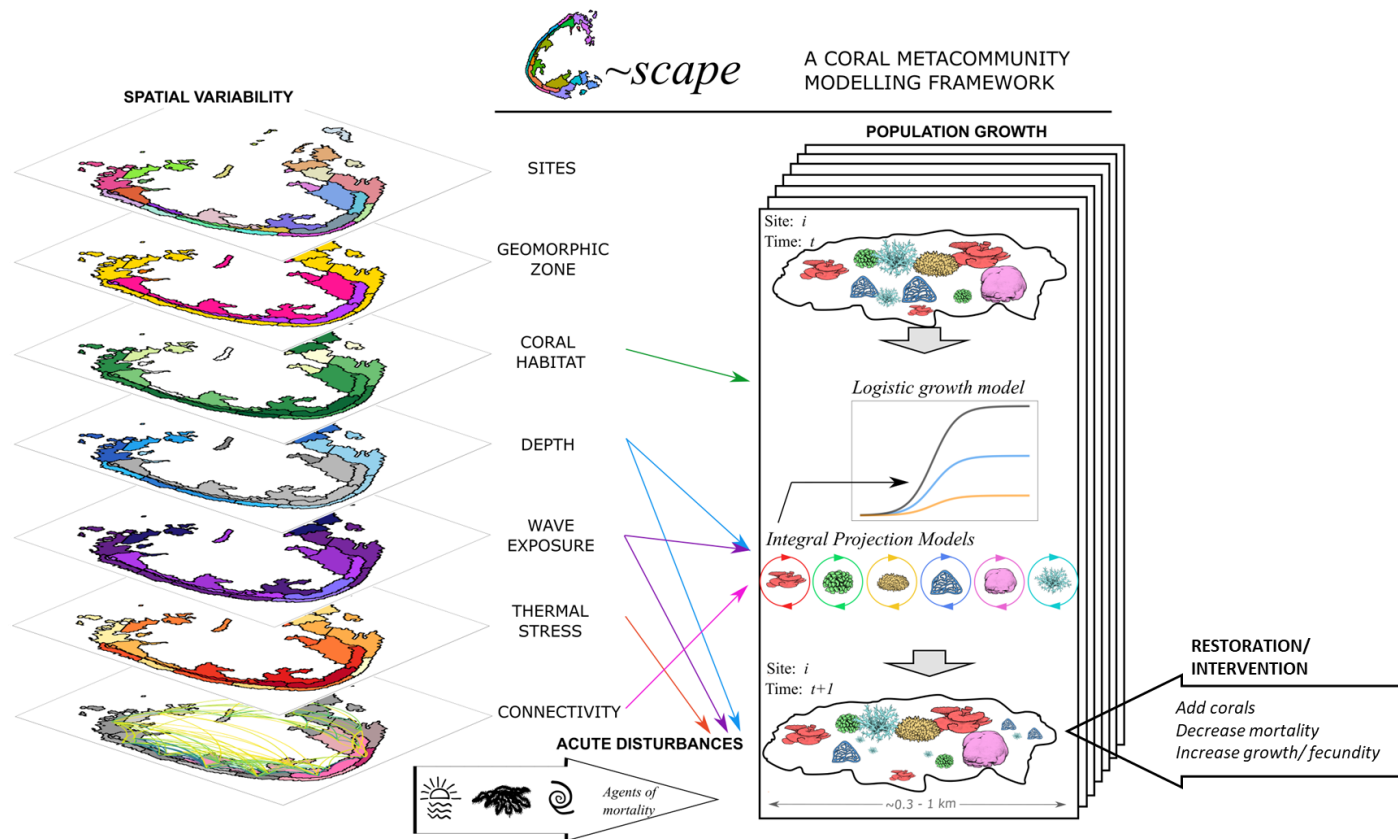 ~scape
A CORAL METACOMMUNITY
MODELLING FRAMEWORK
SPATIAL VARIABILITY
SITES
GEOMORPHIC
ZONE
CORAL
HABITAT
DEPTH
WAVE
EXPOSURE
THERMAL
STRESS
CONNECTIVITY
ACUTE DISTURBANCES
Agents of
mortality
POPULATION GROWTH
Site: i
Time: t
Logistic growth model
Integral Projection Models
Site: i
Time: t+1
~0.3 - 1 km
RESTORATION/
INTERVENTION
Add corals
Decrease mortality
Increase growth/ fecundity